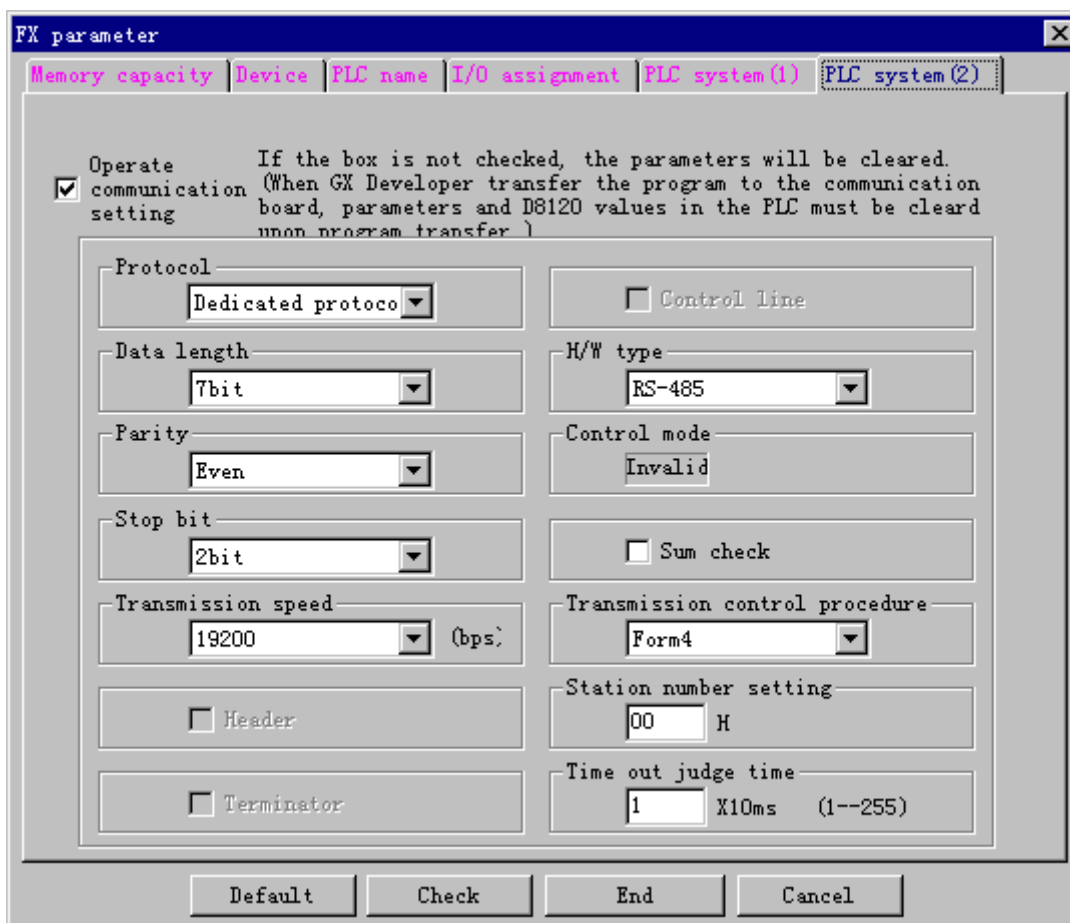 FX parameter
Memory capacity Device PLC name I/O assignment PLC system(1) PLC system(2)
Operate communication setting
If the box is not checked, the parameters will be cleared.
(When GX Developer transfer the program to the communication
board, parameters and D8120 values in the PLC must be cleard
upon program transfer.)
Protocol
Dedicated protoco
Control line
Data length
7bit
H/W type
RS-485
Parity
Even
Control mode
Invalid
Stop bit
2bit
Sum check
Transmission speed
19200 (bps)
Transmission control procedure
Form4
Header
Station number setting
00 H
Terminator
Time out judge time
1 X10ms (1--255)
Default Check End Cancel